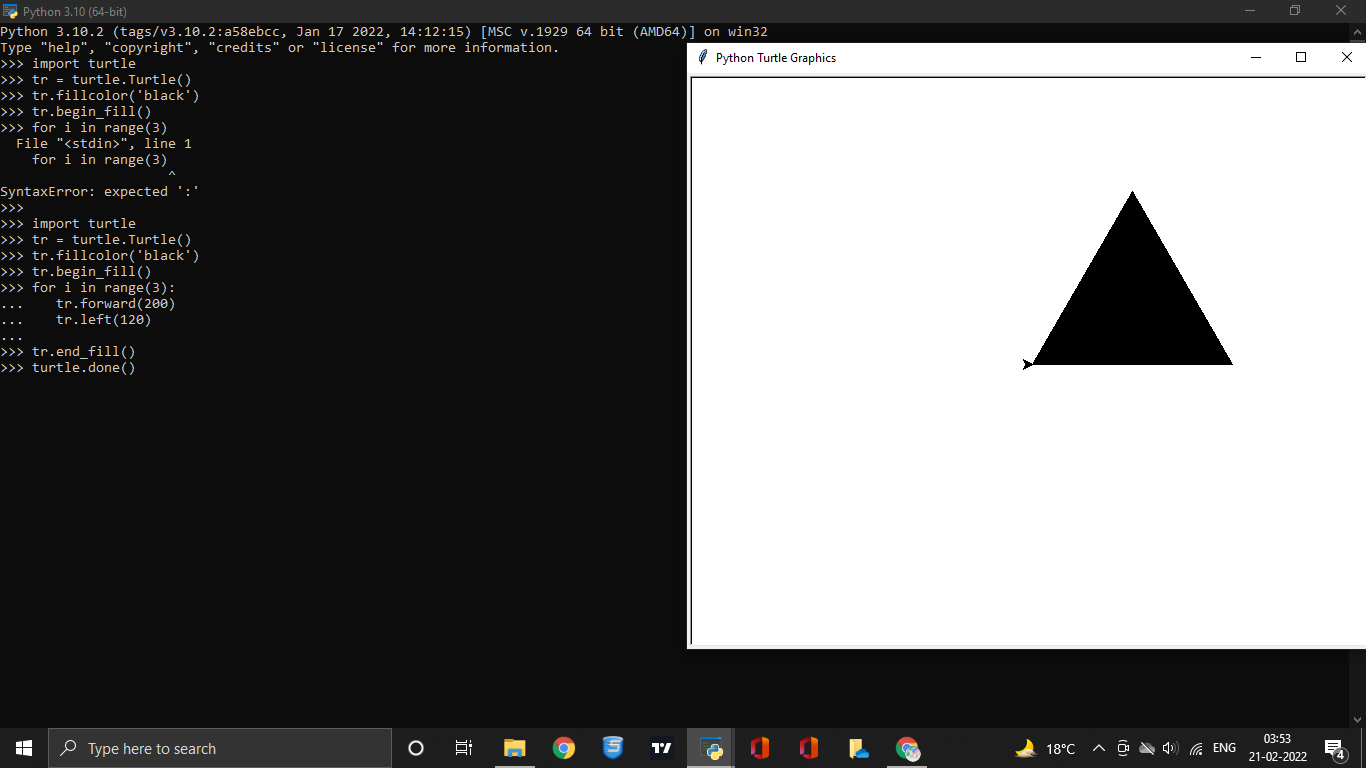 Python 3.10 (64-bit)
Python 3.10.2 (tags/v3.10.2:a58ebcc, Jan 17 2022, 14:12:15) [MSC v.1929 64 bit (AMD64)] on win32
Type "help", "copyright", "credits" or "license" for more information.
>>> import turtle
>>> tr = turtle.Turtle()
>>> tr.fillcolor('black')
>>> tr.begin_fill()
>>> for i in range(3)
  File "<stdin>", line 1
    for i in range(3)
                     ^
SyntaxError: expected ':'
>>>
>>> import turtle
>>> tr = turtle.Turtle()
>>> tr.fillcolor('black')
>>> tr.begin_fill()
>>> for i in range(3):
...    tr.forward(200)
...    tr.left(120)
...
>>> tr.end_fill()
>>> turtle.done()
Python Turtle Graphics
Type here to search
18°C
ENG
03:53
21-02-2022
4